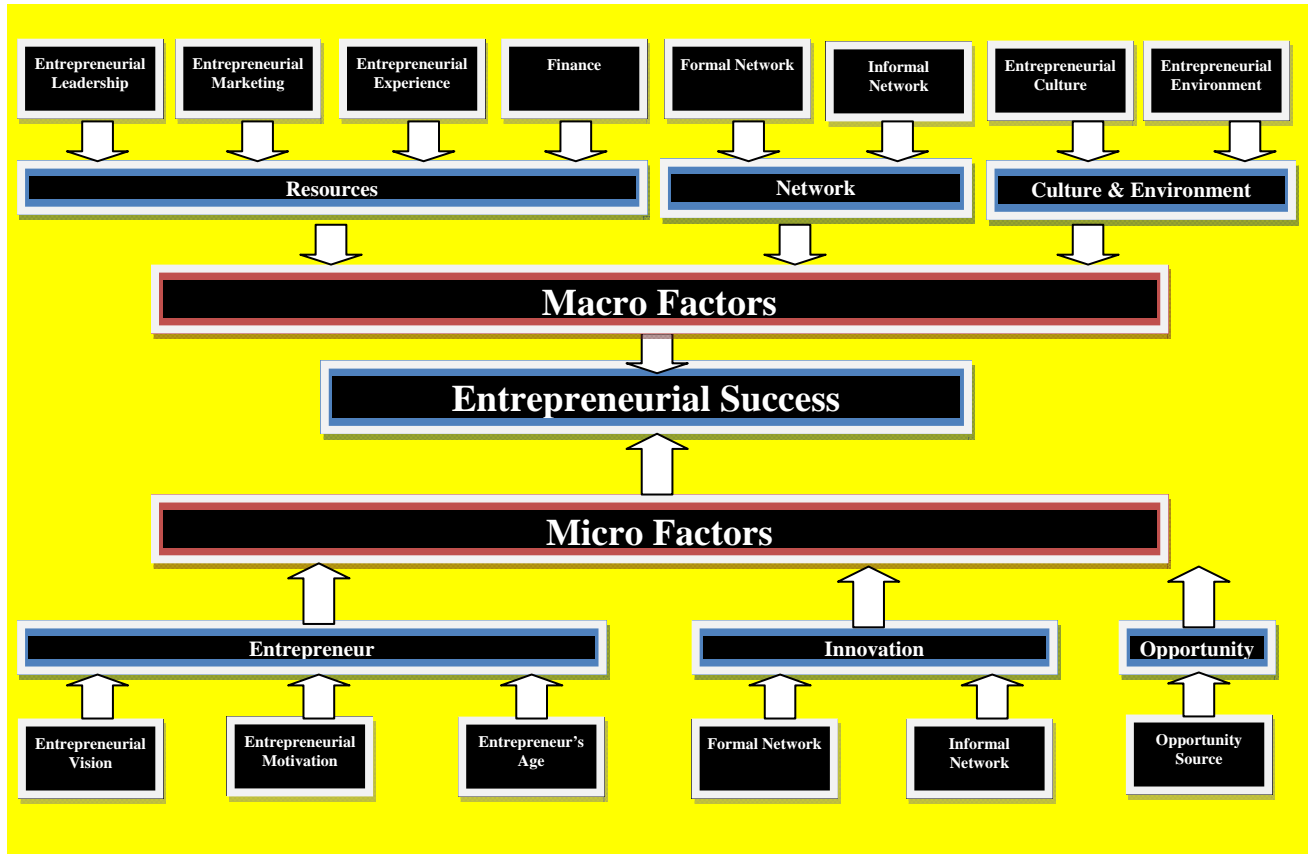 Entrepreneurial
Leadership
Entrepreneurial
Marketing
Entrepreneurial
Experience
Finance
Formal Network
Informal
Network
Entrepreneurial
Culture
Entrepreneurial
Environment
Resources
Network
Culture & Environment
Macro Factors
Entrepreneurial Success
Micro Factors
Entrepreneur
Innovation
Opportunity
Entrepreneurial
Vision
Entrepreneurial
Motivation
Entrepreneur’s
Age
Formal Network
Informal
Network
Opportunity
Source